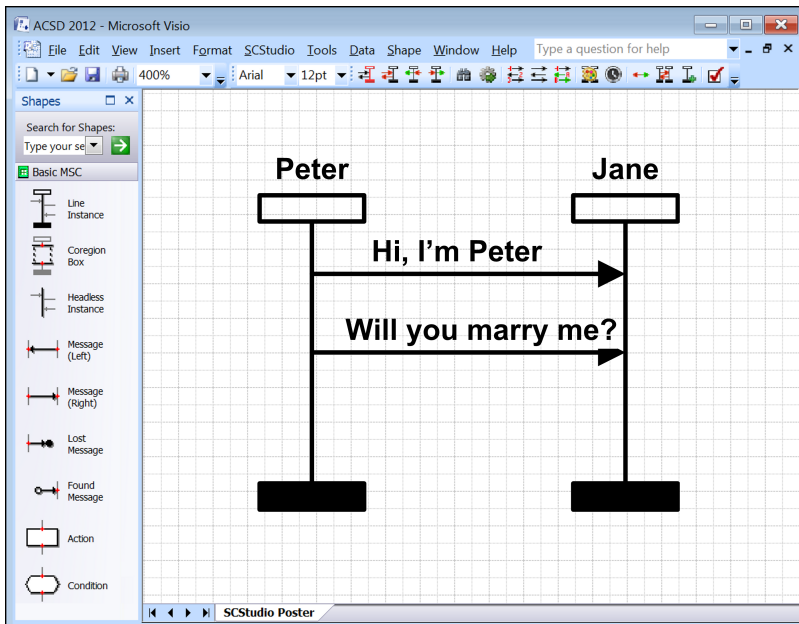 ACSD 2012 - Microsoft Visio
File Edit View Insert Format SCStudio Tools Data Shape Window Help Type a question for help
400% Arial 12pt
Shapes
Search for Shapes:
Type your se
Basic MSC
Line
Instance
Coregion
Box
Headless
Instance
Message
(Left)
Message
(Right)
Lost
Message
Found
Message
Action
Condition
Peter Jane
Hi, I'm Peter
Will you marry me?
SCStudio Poster